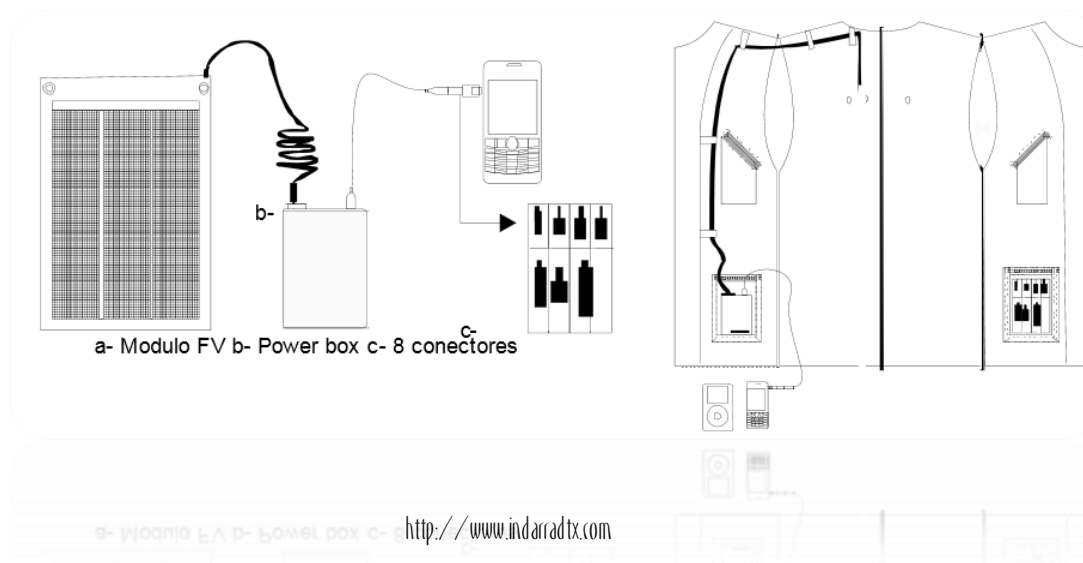 b-
c-
a- Modulo FV b- Power box c- 8 conectores
http://www.indarradtx.com